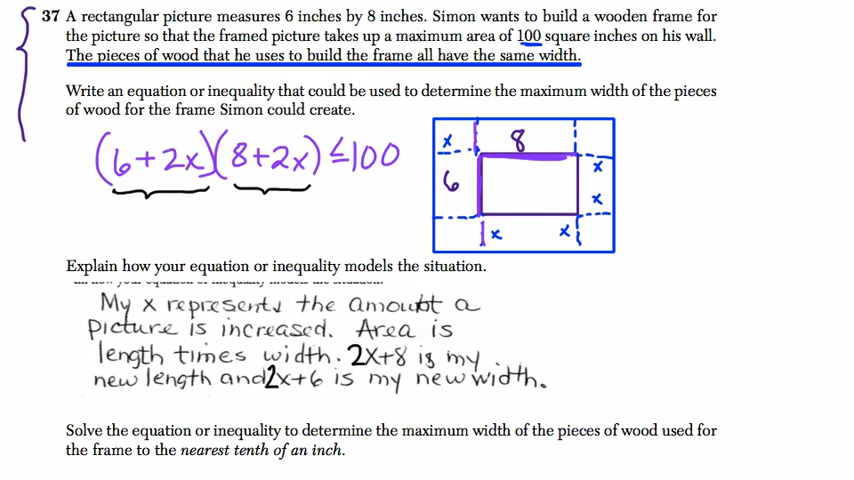 37 A rectangular picture measures 6 inches by 8 inches. Simon wants to build a wooden frame for
the picture so that the framed picture takes up a maximum area of 100 square inches on his wall.
The pieces of wood that he uses to build the frame all have the same width.
Write an equation or inequality that could be used to determine the maximum width of the pieces
of wood for the frame Simon could create.
(6+2x)(8+2x) ≤100
x 8
x
6
x
x x
Explain how your equation or inequality models the situation.
My x represents the amount a
picture is increased. Area is
length times width. 2x+8 is my
new length and 2x+6 is my new width.
Solve the equation or inequality to determine the maximum width of the pieces of wood used for
the frame to the nearest tenth of an inch.